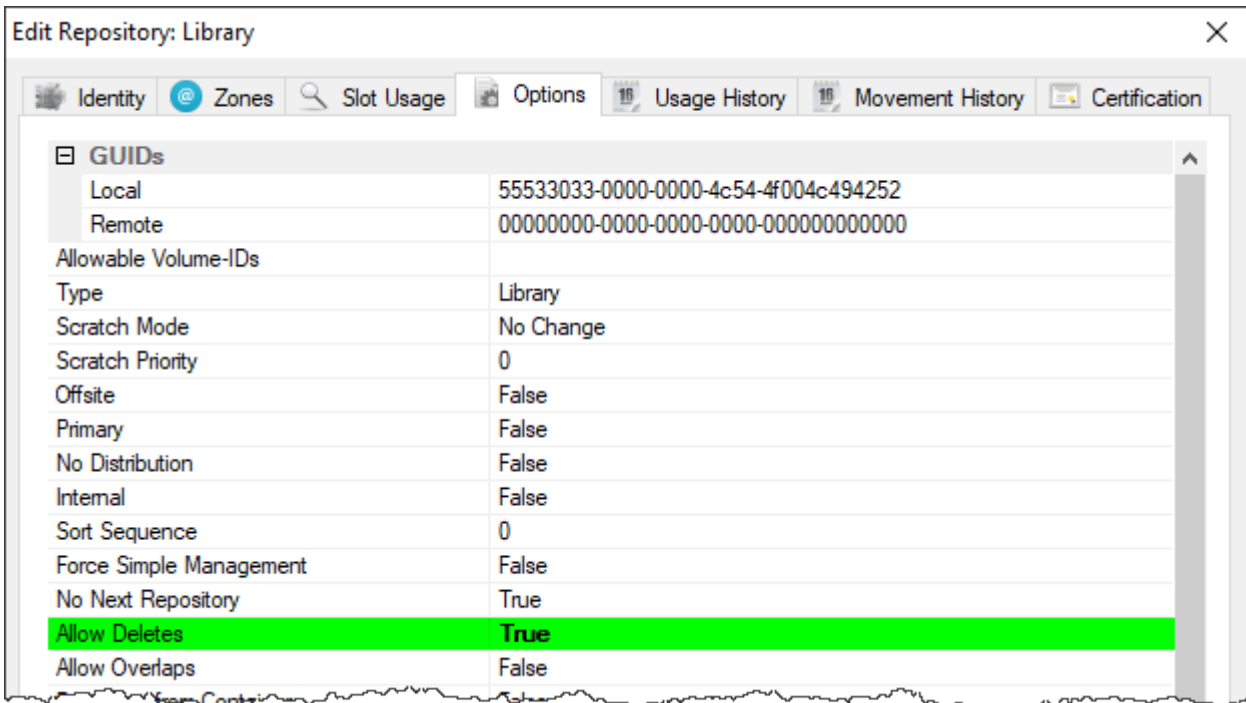 Edit Repository: Library
Identity Zones Slot Usage Options 16 Usage History 16 Movement History Certification
GUIDs
Local 55533033-0000-0000-4c54-4f004c494252
Remote 00000000-0000-0000-0000-000000000000
Allowable Volume-IDs
Type Library
Scratch Mode No Change
Scratch Priority 0
Offsite False
Primary False
No Distribution False
Internal False
Sort Sequence 0
Force Simple Management False
No Next Repository True
Allow Deletes True
Allow Overlaps False
from